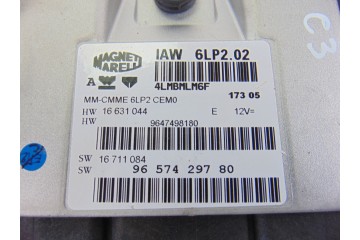 MAGNETI
MARELLI
IAW 6LP2.02
4LMBMLM6F
MM-CMME 6LP2 CEM0
173 05
HW 16 631 044
E 12V=
HW 9647498180
SW 16 711 084
SW 96 574 297 80
C3